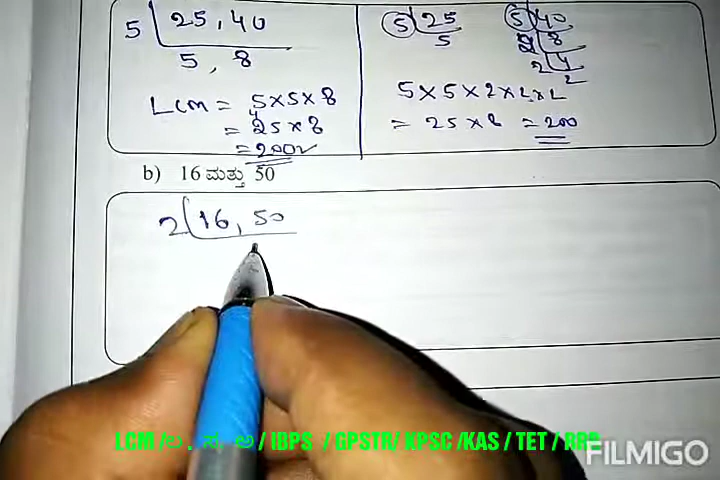 5 | 25, 40
5, 8
LCM = 5×5×8
= 25×8
= 200
5 | 25
5
5 | 40
2 | 8
2 | 4
2
5×5×2×2×2
= 25×8 = 200
b) 16 ಮತ್ತು 50
2 | 16, 50
LCM / ಲ. ಸಾ. ಅ / IBPS / GPSTR/ KPSC /KAS / TET / RRB
FILMIGO